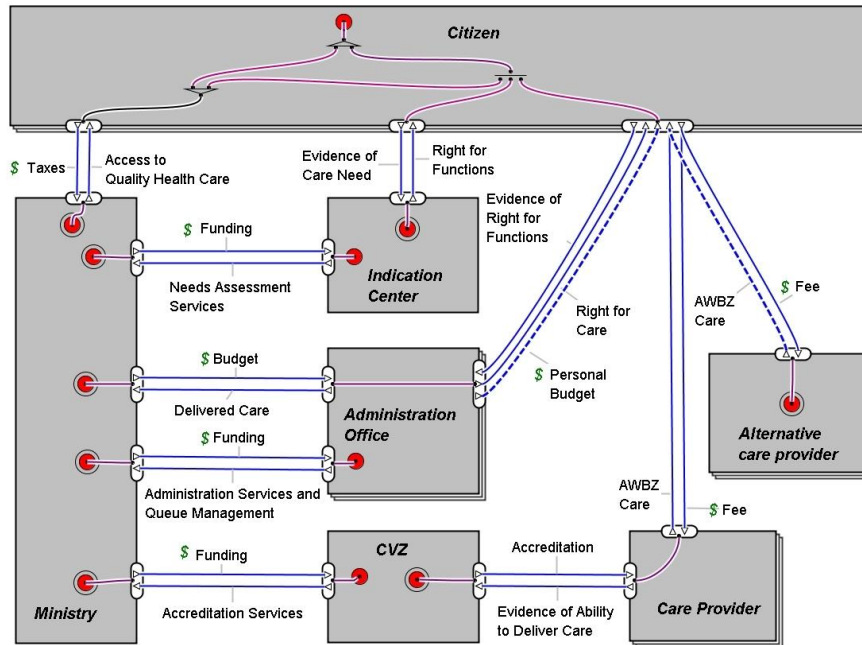 Citizen
$ Taxes
Access to
Quality Health Care
Evidence of
Care Need
Right for
Functions
Evidence of
Right for
Functions
$ Funding
Needs Assessment
Services
Indication
Center
Right for
Care
AWBZ
Care
$ Fee
$ Budget
Delivered Care
Administration
Office
$ Personal
Budget
$ Funding
Administration Services and
Queue Management
Alternative
care provider
AWBZ
Care
$ Fee
$ Funding
Accreditation Services
CVZ
Accreditation
Evidence of Ability
to Deliver Care
Care Provider
Ministry